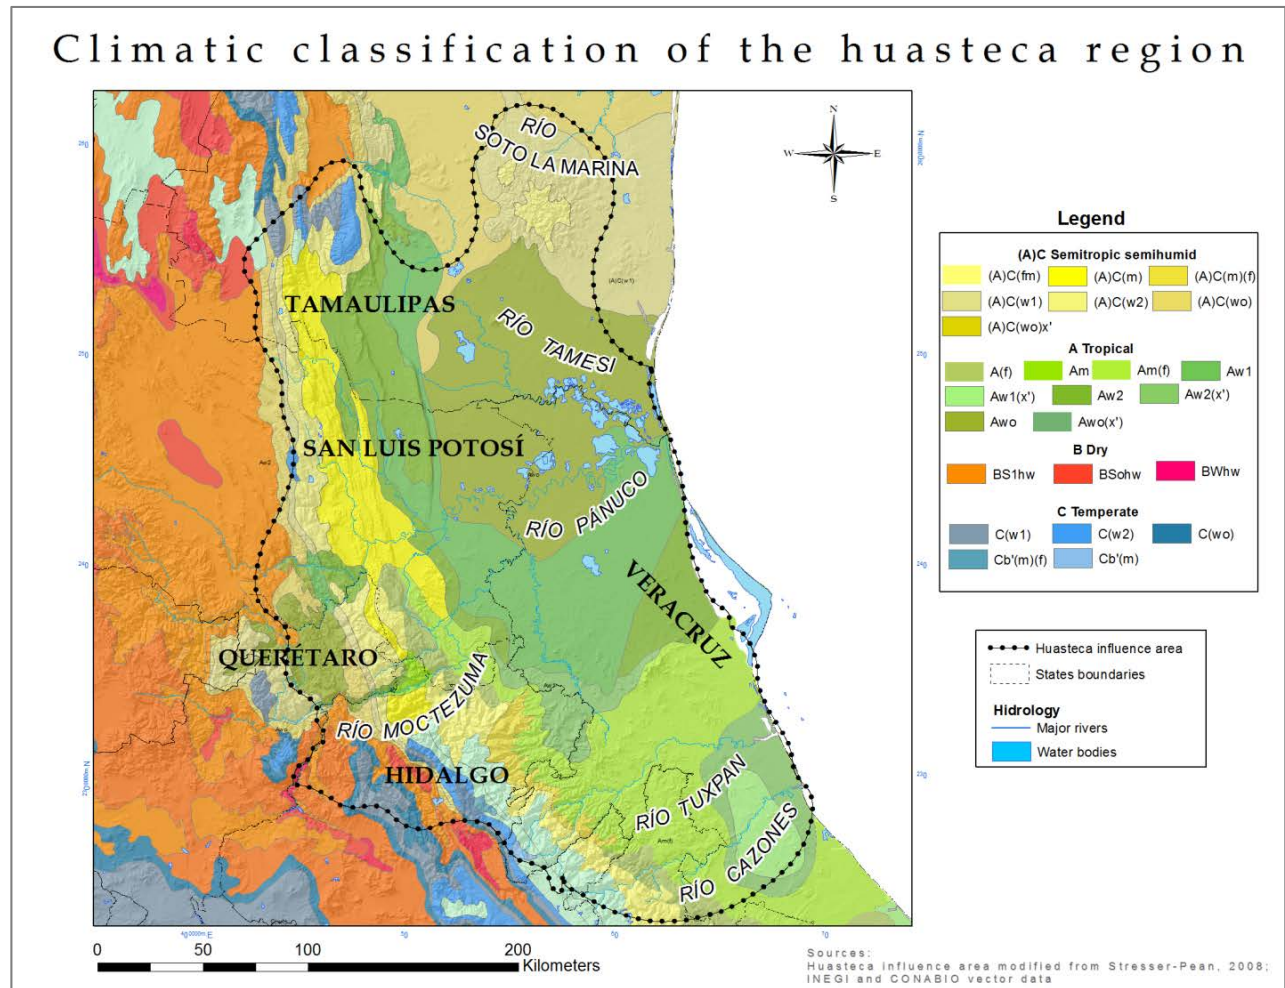 Climatic classification of the huasteca region
N
W E
S
RÍO
SOTO LA MARINA
(A)C(w1)
TAMAULIPAS
RÍO TAMESI
SAN LUIS POTOSÍ
RÍO PÁNUCO
VERACRUZ
QUERÉTARO
RÍO MOCTEZUMA
HIDALGO
RÍO TUXPAN
RÍO CAZONES
Am(f)
0 50 100 200
Kilometers
Legend
(A)C Semitropic semihumid
(A)C(fm) (A)C(m) (A)C(m)(f)
(A)C(w1) (A)C(w2) (A)C(wo)
(A)C(wo)x'
A Tropical
A(f) Am Am(f) Aw1
Aw1(x') Aw2 Aw2(x')
Awo Awo(x')
B Dry
BS1hw BSohw BWhw
C Temperate
C(w1) C(w2) C(wo)
Cb'(m)(f) Cb'(m)
Huasteca influence area
States boundaries
Hidrology
Major rivers
Water bodies
Sources:
Huasteca influence area modified from Stresser-Pean, 2008;
INEGI and CONABIO vector data